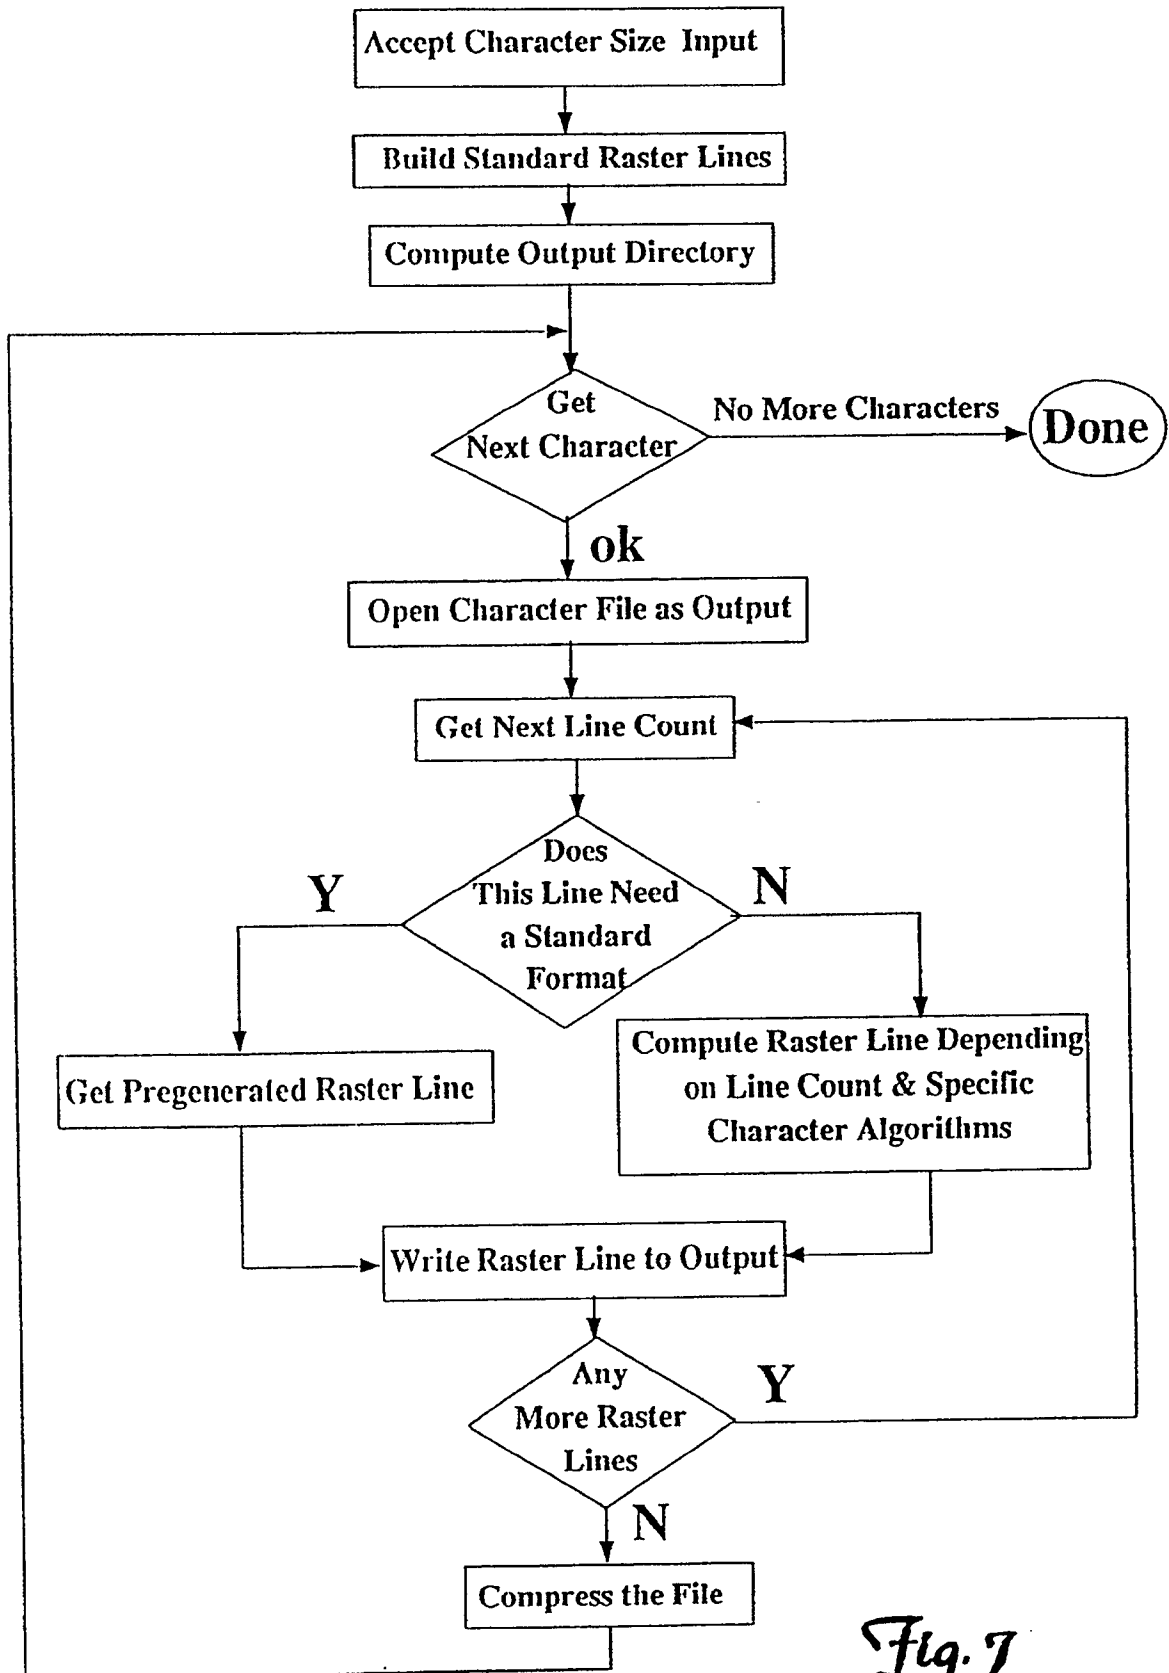 Accept Character Size Input
Build Standard Raster Lines
Compute Output Directory
Get
Next Character
No More Characters
Done
ok
Open Character File as Output
Get Next Line Count
Does
This Line Need
a Standard
Format
Y
N
Get Pregenerated Raster Line
Compute Raster Line Depending
on Line Count & Specific
Character Algorithms
Write Raster Line to Output
Any
More Raster
Lines
Y
N
Compress the File
Fig. 7